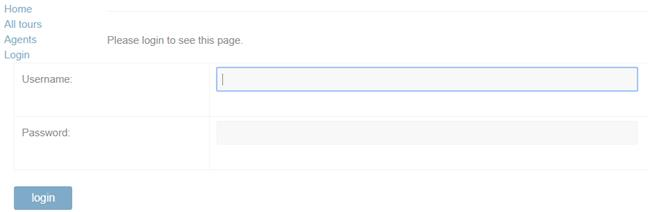 Home
All tours
Agents
Login
Please login to see this page.
Username:
Password:
login